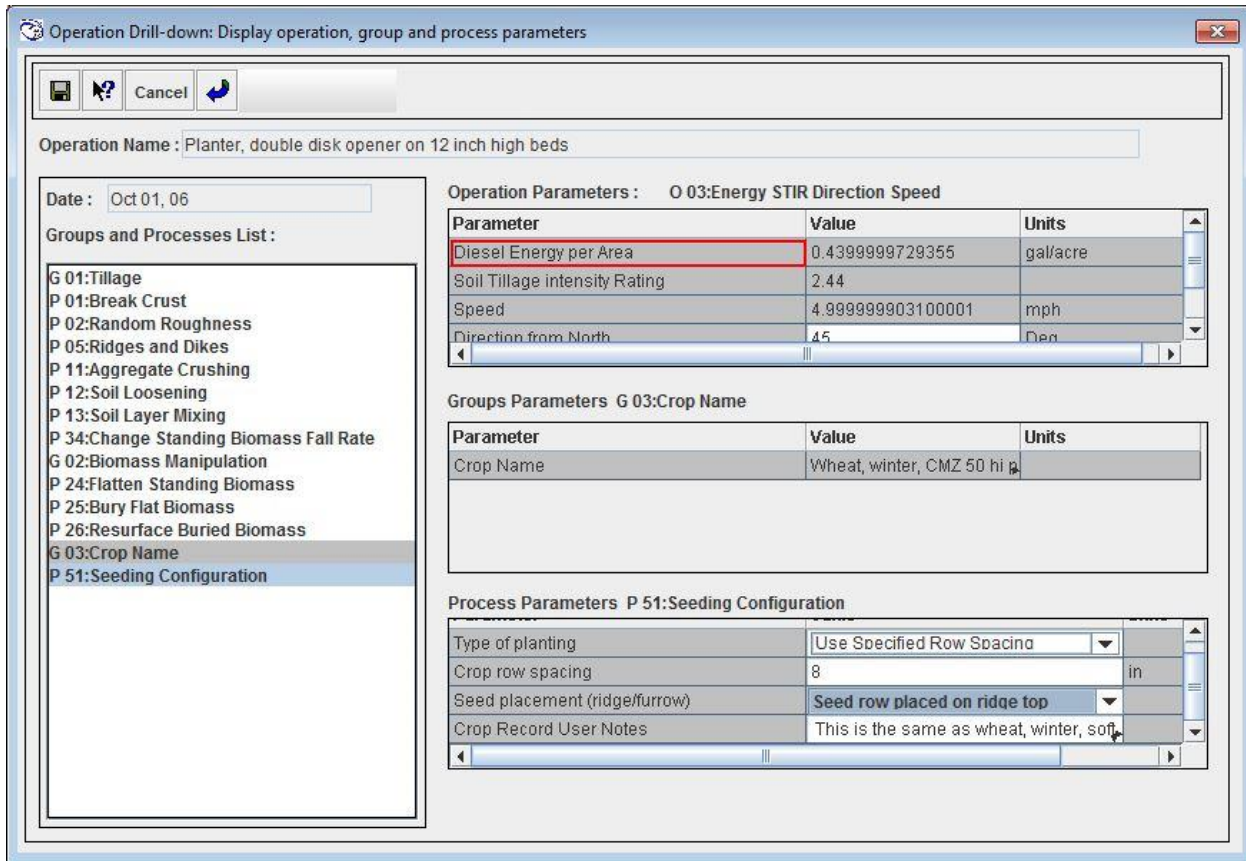 Operation Drill-down: Display operation, group and process parameters
Cancel
Operation Name : Planter, double disk opener on 12 inch high beds
Date : Oct 01, 06
Groups and Processes List :
G 01:Tillage
P 01:Break Crust
P 02:Random Roughness
P 05:Ridges and Dikes
P 11:Aggregate Crushing
P 12:Soil Loosening
P 13:Soil Layer Mixing
P 34:Change Standing Biomass Fall Rate
G 02:Biomass Manipulation
P 24:Flatten Standing Biomass
P 25:Bury Flat Biomass
P 26:Resurface Buried Biomass
G 03:Crop Name
P 51:Seeding Configuration
Operation Parameters : O 03:Energy STIR Direction Speed
Parameter Value Units
Diesel Energy per Area 0.4399999729355 gal/acre
Soil Tillage intensity Rating 2.44
Speed 4.999999903100001 mph
Direction from North 45 Deg
Groups Parameters G 03:Crop Name
Parameter Value Units
Crop Name Wheat, winter, CMZ 50 hi p
Process Parameters P 51:Seeding Configuration
Type of planting Use Specified Row Spacing
Crop row spacing 8 in
Seed placement (ridge/furrow) Seed row placed on ridge top
Crop Record User Notes This is the same as wheat, winter, soft,